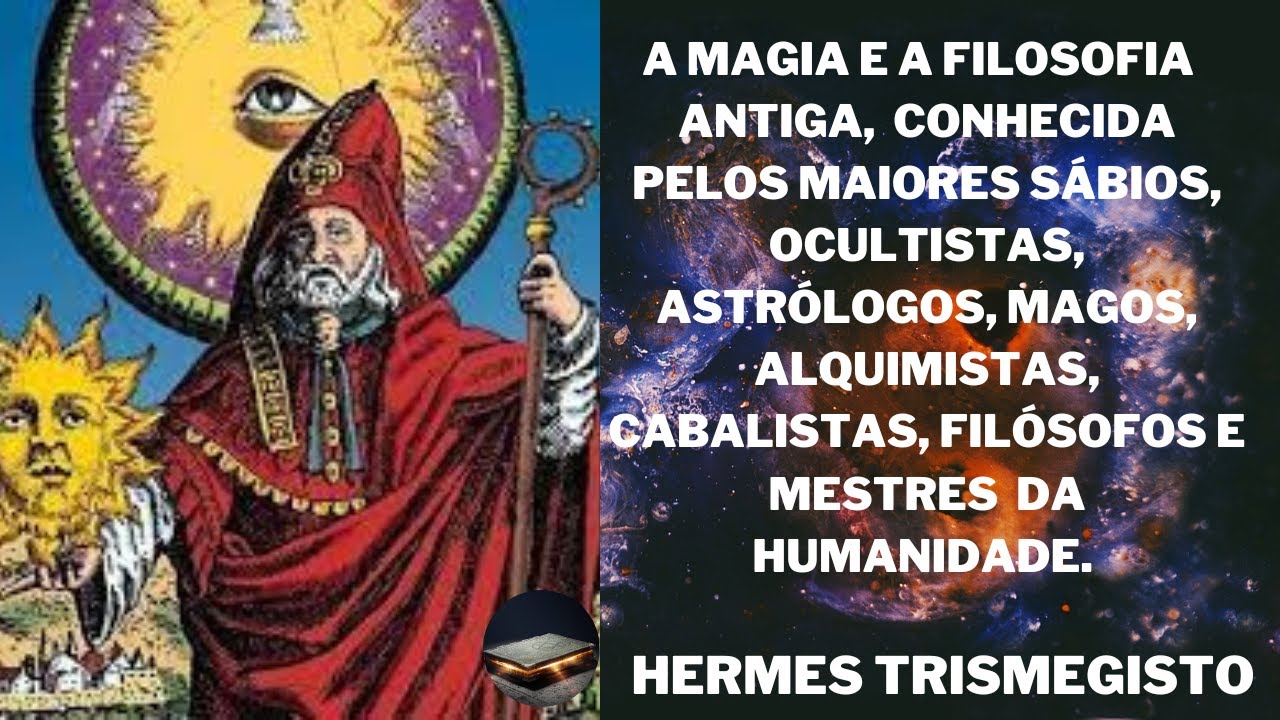 A MAGIA E A FILOSOFIA
ANTIGA, CONHECIDA
PELOS MAIORES SÁBIOS,
OCULTISTAS,
ASTRÓLOGOS, MAGOS,
ALQUIMISTAS,
CABALISTAS, FILÓSOFOS E
MESTRES DA
HUMANIDADE.
HERMES TRISMEGISTO